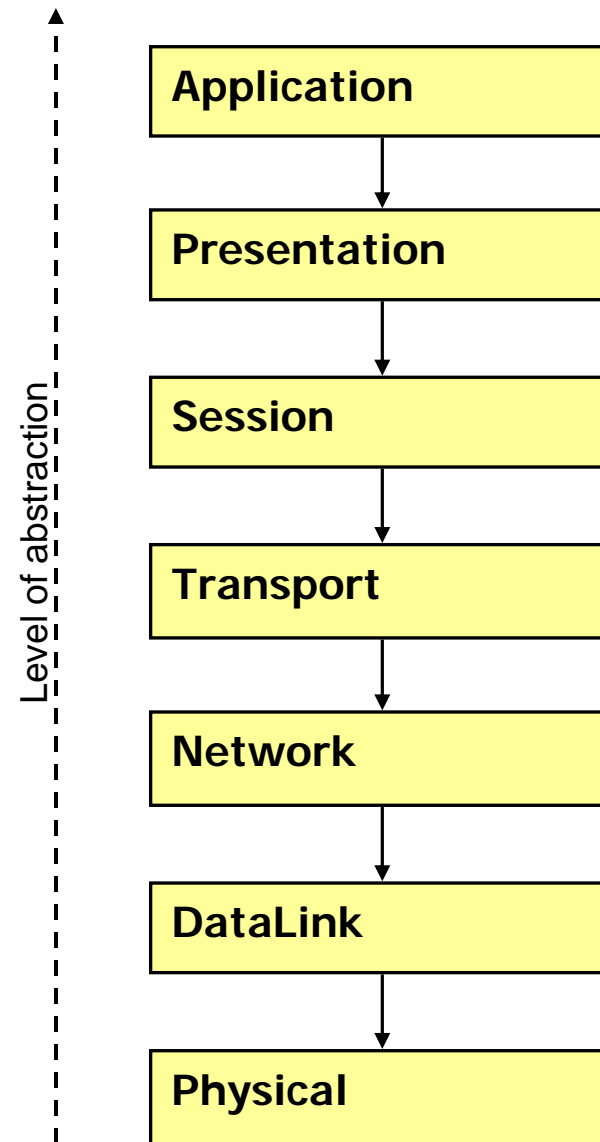 Application
Presentation
Session
Level of abstraction
Transport
Network
DataLink
Physical